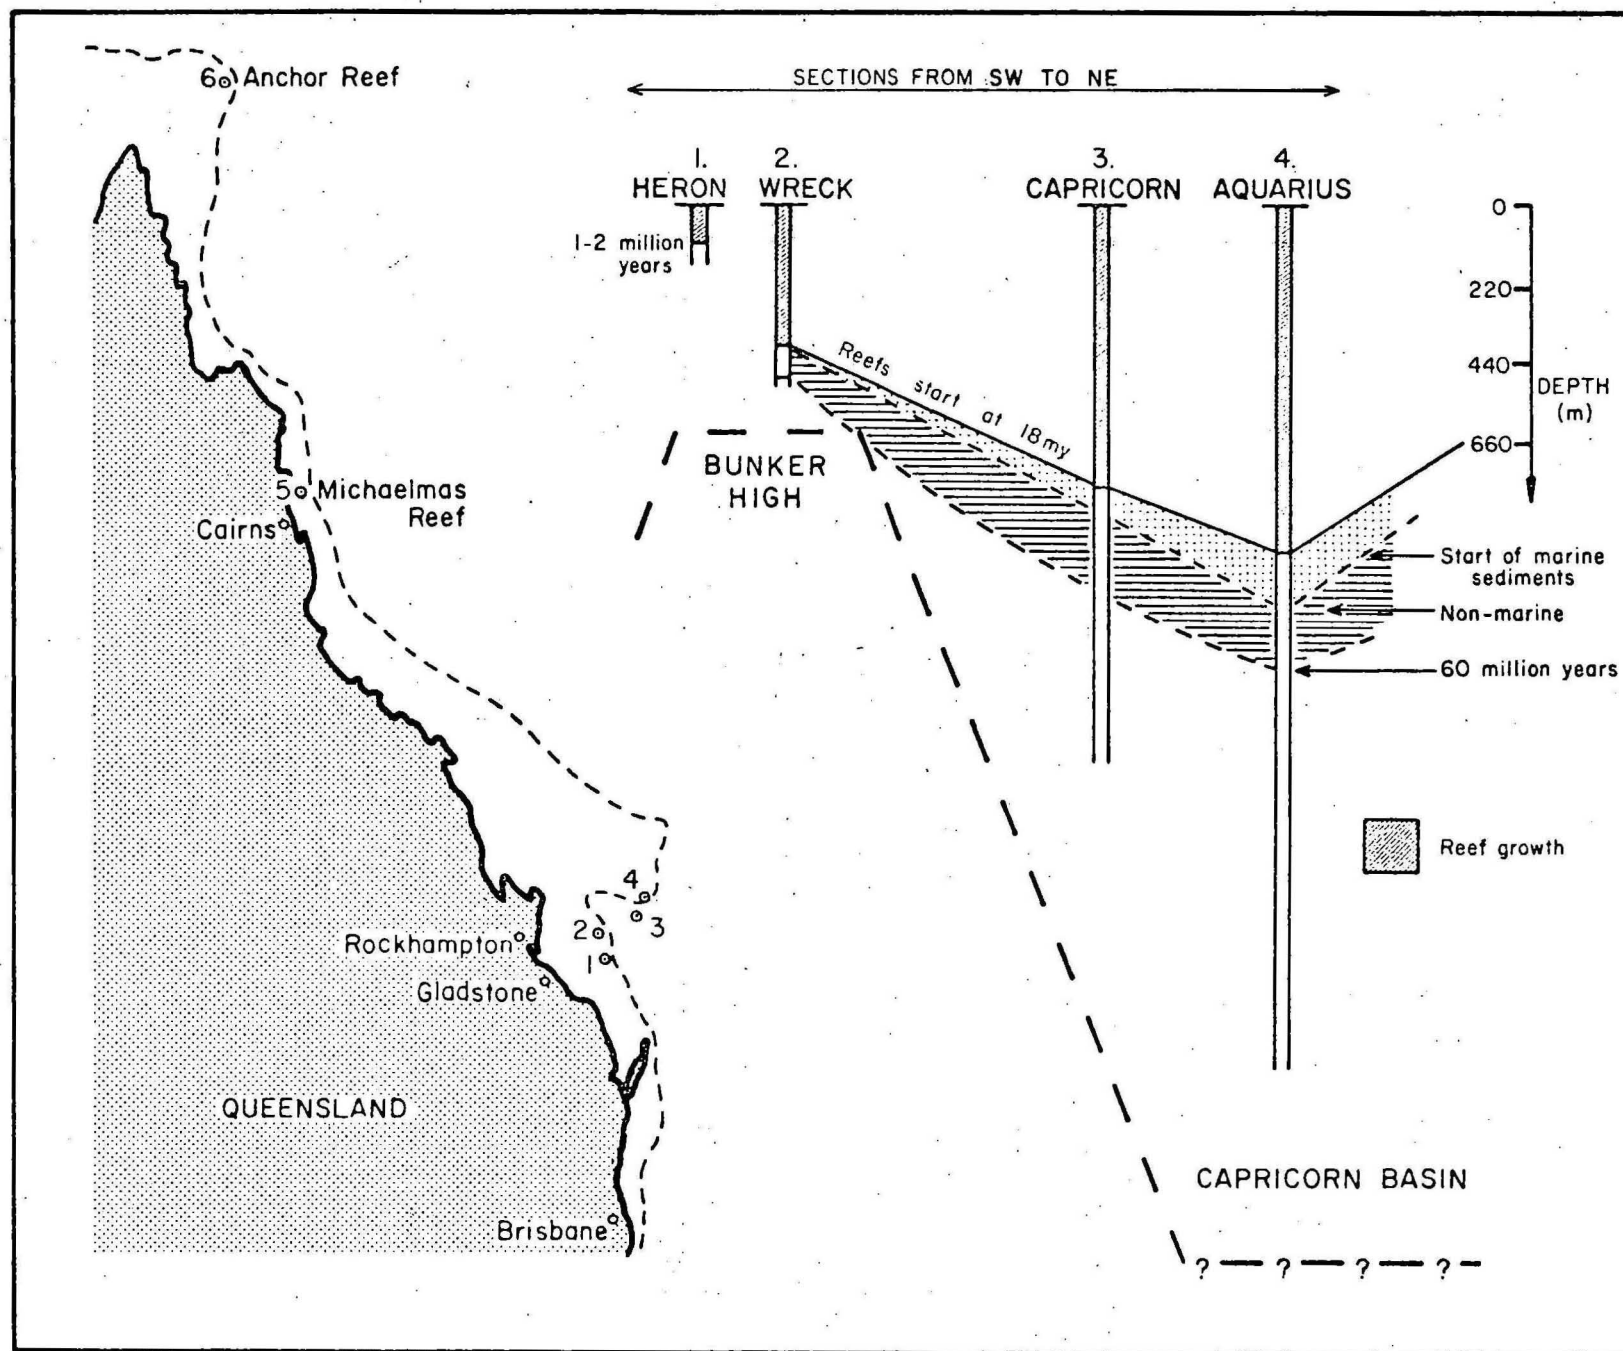 6 Anchor Reef
5 Michaelmas
Reef
Cairns
4
3
2
1
Rockhampton
Gladstone
QUEENSLAND
Brisbane
SECTIONS FROM SW TO NE
1.
HERON
2.
WRECK
3.
CAPRICORN
4.
AQUARIUS
1-2 million
years
Reefs start at 18my
BUNKER
HIGH
0
220
440
DEPTH
(m)
660
Start of marine
sediments
Non-marine
60 million years
Reef growth
CAPRICORN BASIN
? ? ? ?